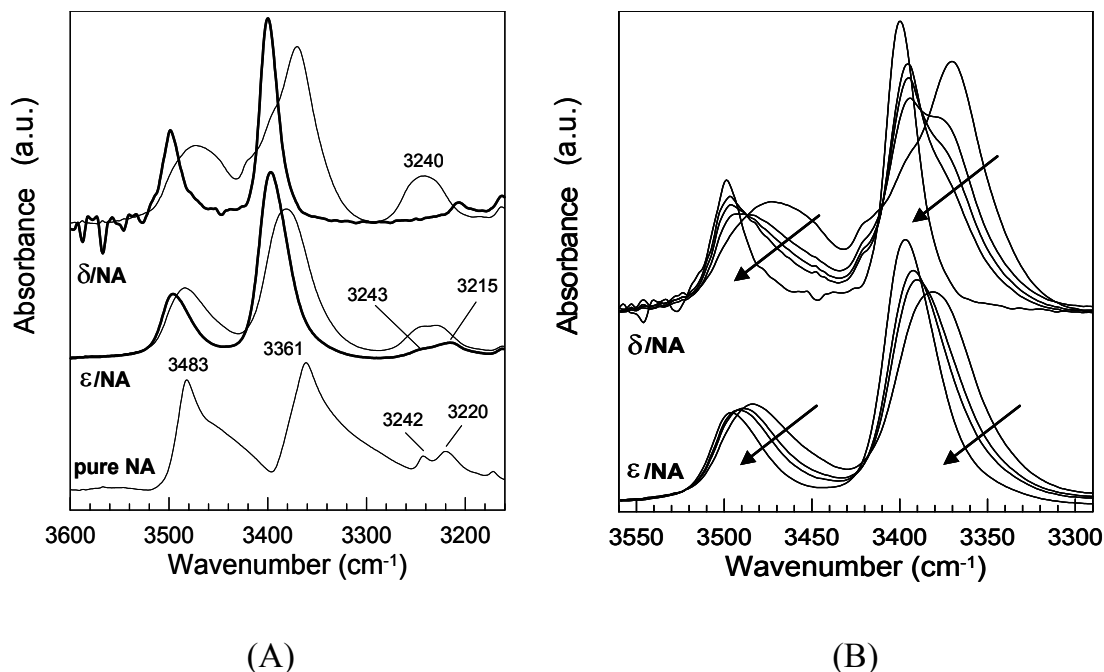 Absorbance (a.u.)
3240
δ/NA
3243
3215
ε/NA
3483
3361
3242
3220
pure NA
3600 3500 3400 3300 3200
Wavenumber (cm⁻¹)
(A)
Absorbance (a.u.)
δ/NA
ε/NA
3550 3500 3450 3400 3350 3300
Wavenumber (cm⁻¹)
(B)